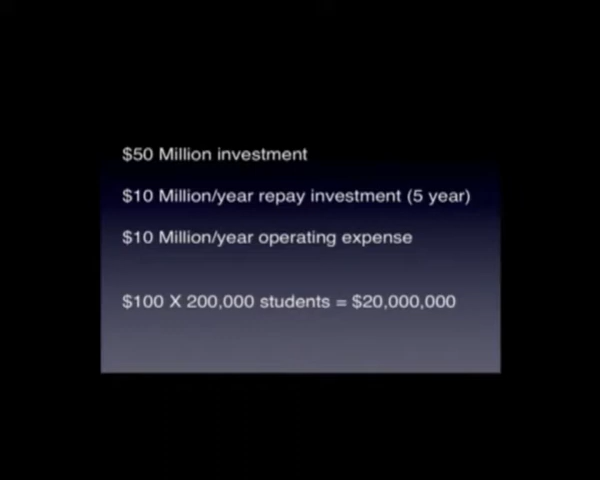 $50 Million investment
$10 Million/year repay investment (5 year)
$10 Million/year operating expense
$100 X 200,000 students = $20,000,000